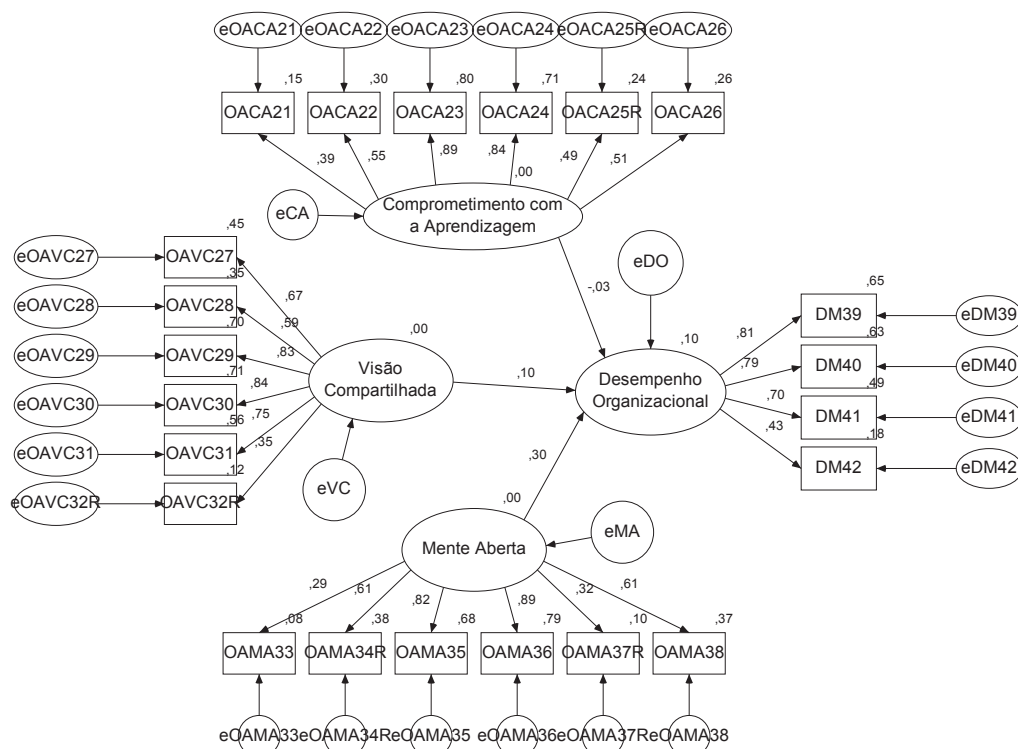 eOACA21 eOACA22 eOACA23 eOACA24 eOACA25R eOACA26
,15 ,30 ,80 ,71 ,24 ,26
OACA21 OACA22 OACA23 OACA24 OACA25R OACA26
,39 ,55 ,89 ,84 ,49 ,51
,00
Comprometimento com
a Aprendizagem
eCA
,45
eOAVC27 OAVC27
,35
eOAVC28 OAVC28
,70
eOAVC29 OAVC29
,71
eOAVC30 OAVC30
,56
eOAVC31 OAVC31
,12
eOAVC32R OAVC32R
,67
,59
,83
,84
,75
,35
,00
Visão
Compartilhada
eVC
-,03
,10
,30
eDO
,10
Desempenho
Organizacional
,81
,79
,70
,43
,65
DM39 eDM39
,63
DM40 eDM40
,49
DM41 eDM41
,18
DM42 eDM42
,00
Mente Aberta
eMA
,29 ,61 ,82 ,89 ,32 ,61
,08 ,38 ,68 ,79 ,10 ,37
OAMA33 OAMA34R OAMA35 OAMA36 OAMA37R OAMA38
eOAMA33 eOAMA34R eOAMA35 eOAMA36 eOAMA37R eOAMA38